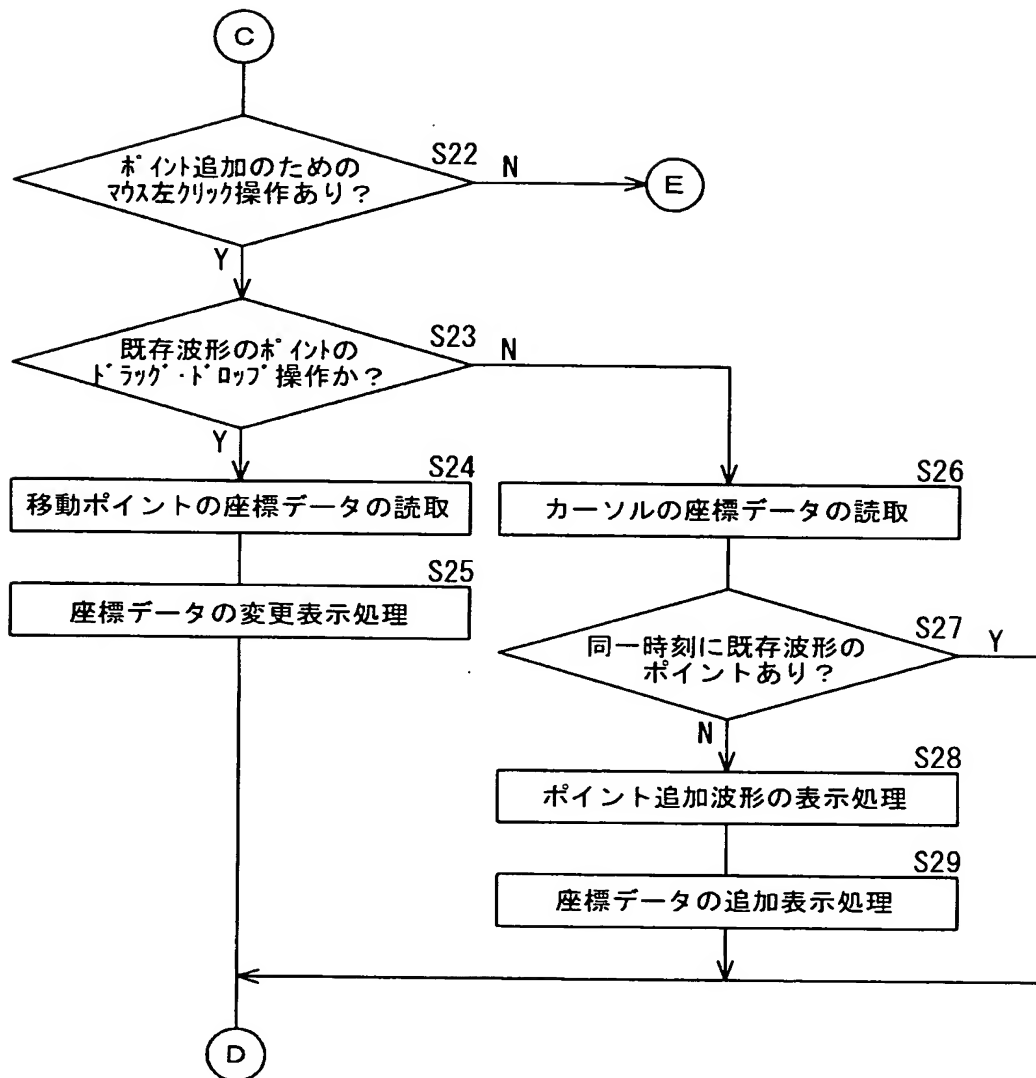 C
S22
ポイント追加のための
マウス左クリック操作あり?
N
E
Y
S23
既存波形のポイントの
ドラッグ・ドロップ操作か?
N
Y
S24
移動ポイントの座標データの読取
S26
カーソルの座標データの読取
S25
座標データの変更表示処理
S27
同一時刻に既存波形の
ポイントあり?
Y
N
S28
ポイント追加波形の表示処理
S29
座標データの追加表示処理
D